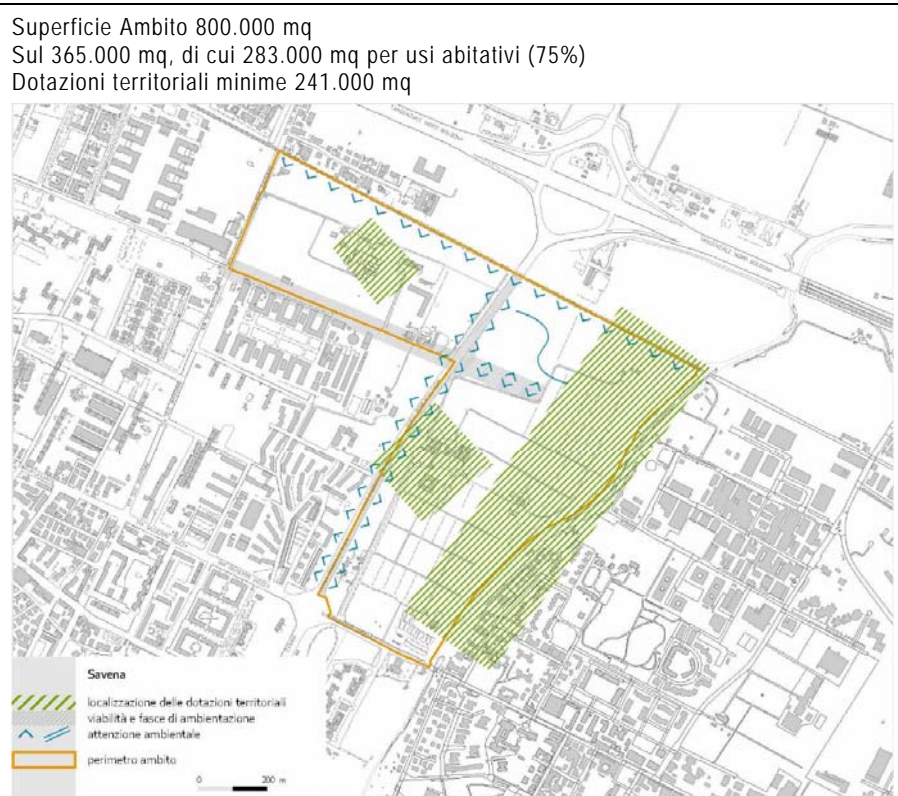 Superficie Ambito 800.000 mq
Sul 365.000 mq, di cui 283.000 mq per usi abitativi (75%)
Dotazioni territoriali minime 241.000 mq
Savena
localizzazione delle dotazioni territoriali
viabilità e fasce di ambientazione
attenzione ambientale
perimetro ambito
0 200 m